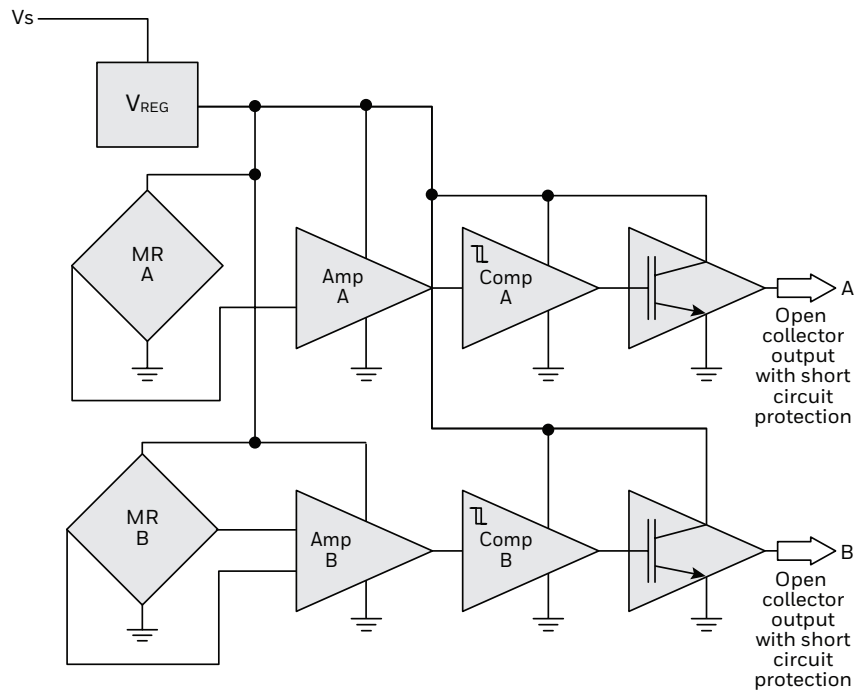 Vs
VREG
MR
A
Amp
A
Comp
A
A
Open
collector
output
with short
circuit
protection
MR
B
Amp
B
Comp
B
B
Open
collector
output
with short
circuit
protection